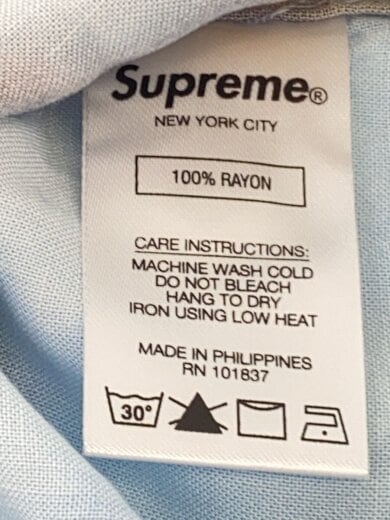 Supreme®
NEW YORK CITY
100% RAYON
CARE INSTRUCTIONS:
MACHINE WASH COLD
DO NOT BLEACH
HANG TO DRY
IRON USING LOW HEAT
MADE IN PHILIPPINES
RN 101837
30°